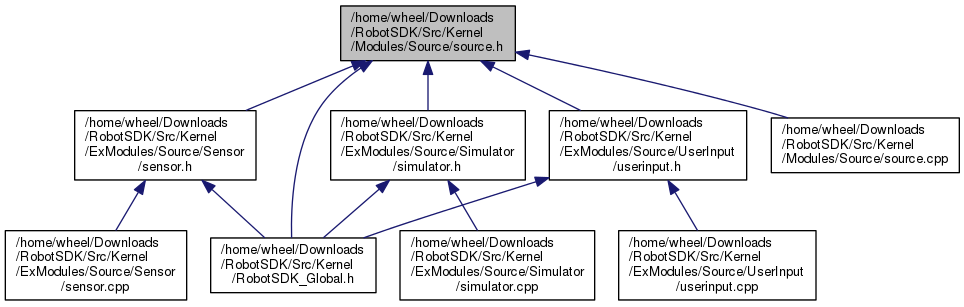 /home/wheel/Downloads
/RobotSDK/Src/Kernel
/Modules/Source/source.h
/home/wheel/Downloads
/RobotSDK/Src/Kernel
/ExModules/Source/Sensor
/sensor.h
/home/wheel/Downloads
/RobotSDK/Src/Kernel
/ExModules/Source/Simulator
/simulator.h
/home/wheel/Downloads
/RobotSDK/Src/Kernel
/ExModules/Source/UserInput
/userinput.h
/home/wheel/Downloads
/RobotSDK/Src/Kernel
/Modules/Source/source.cpp
/home/wheel/Downloads
/RobotSDK/Src/Kernel
/ExModules/Source/Sensor
/sensor.cpp
/home/wheel/Downloads
/RobotSDK/Src/Kernel
/RobotSDK_Global.h
/home/wheel/Downloads
/RobotSDK/Src/Kernel
/ExModules/Source/Simulator
/simulator.cpp
/home/wheel/Downloads
/RobotSDK/Src/Kernel
/ExModules/Source/UserInput
/userinput.cpp